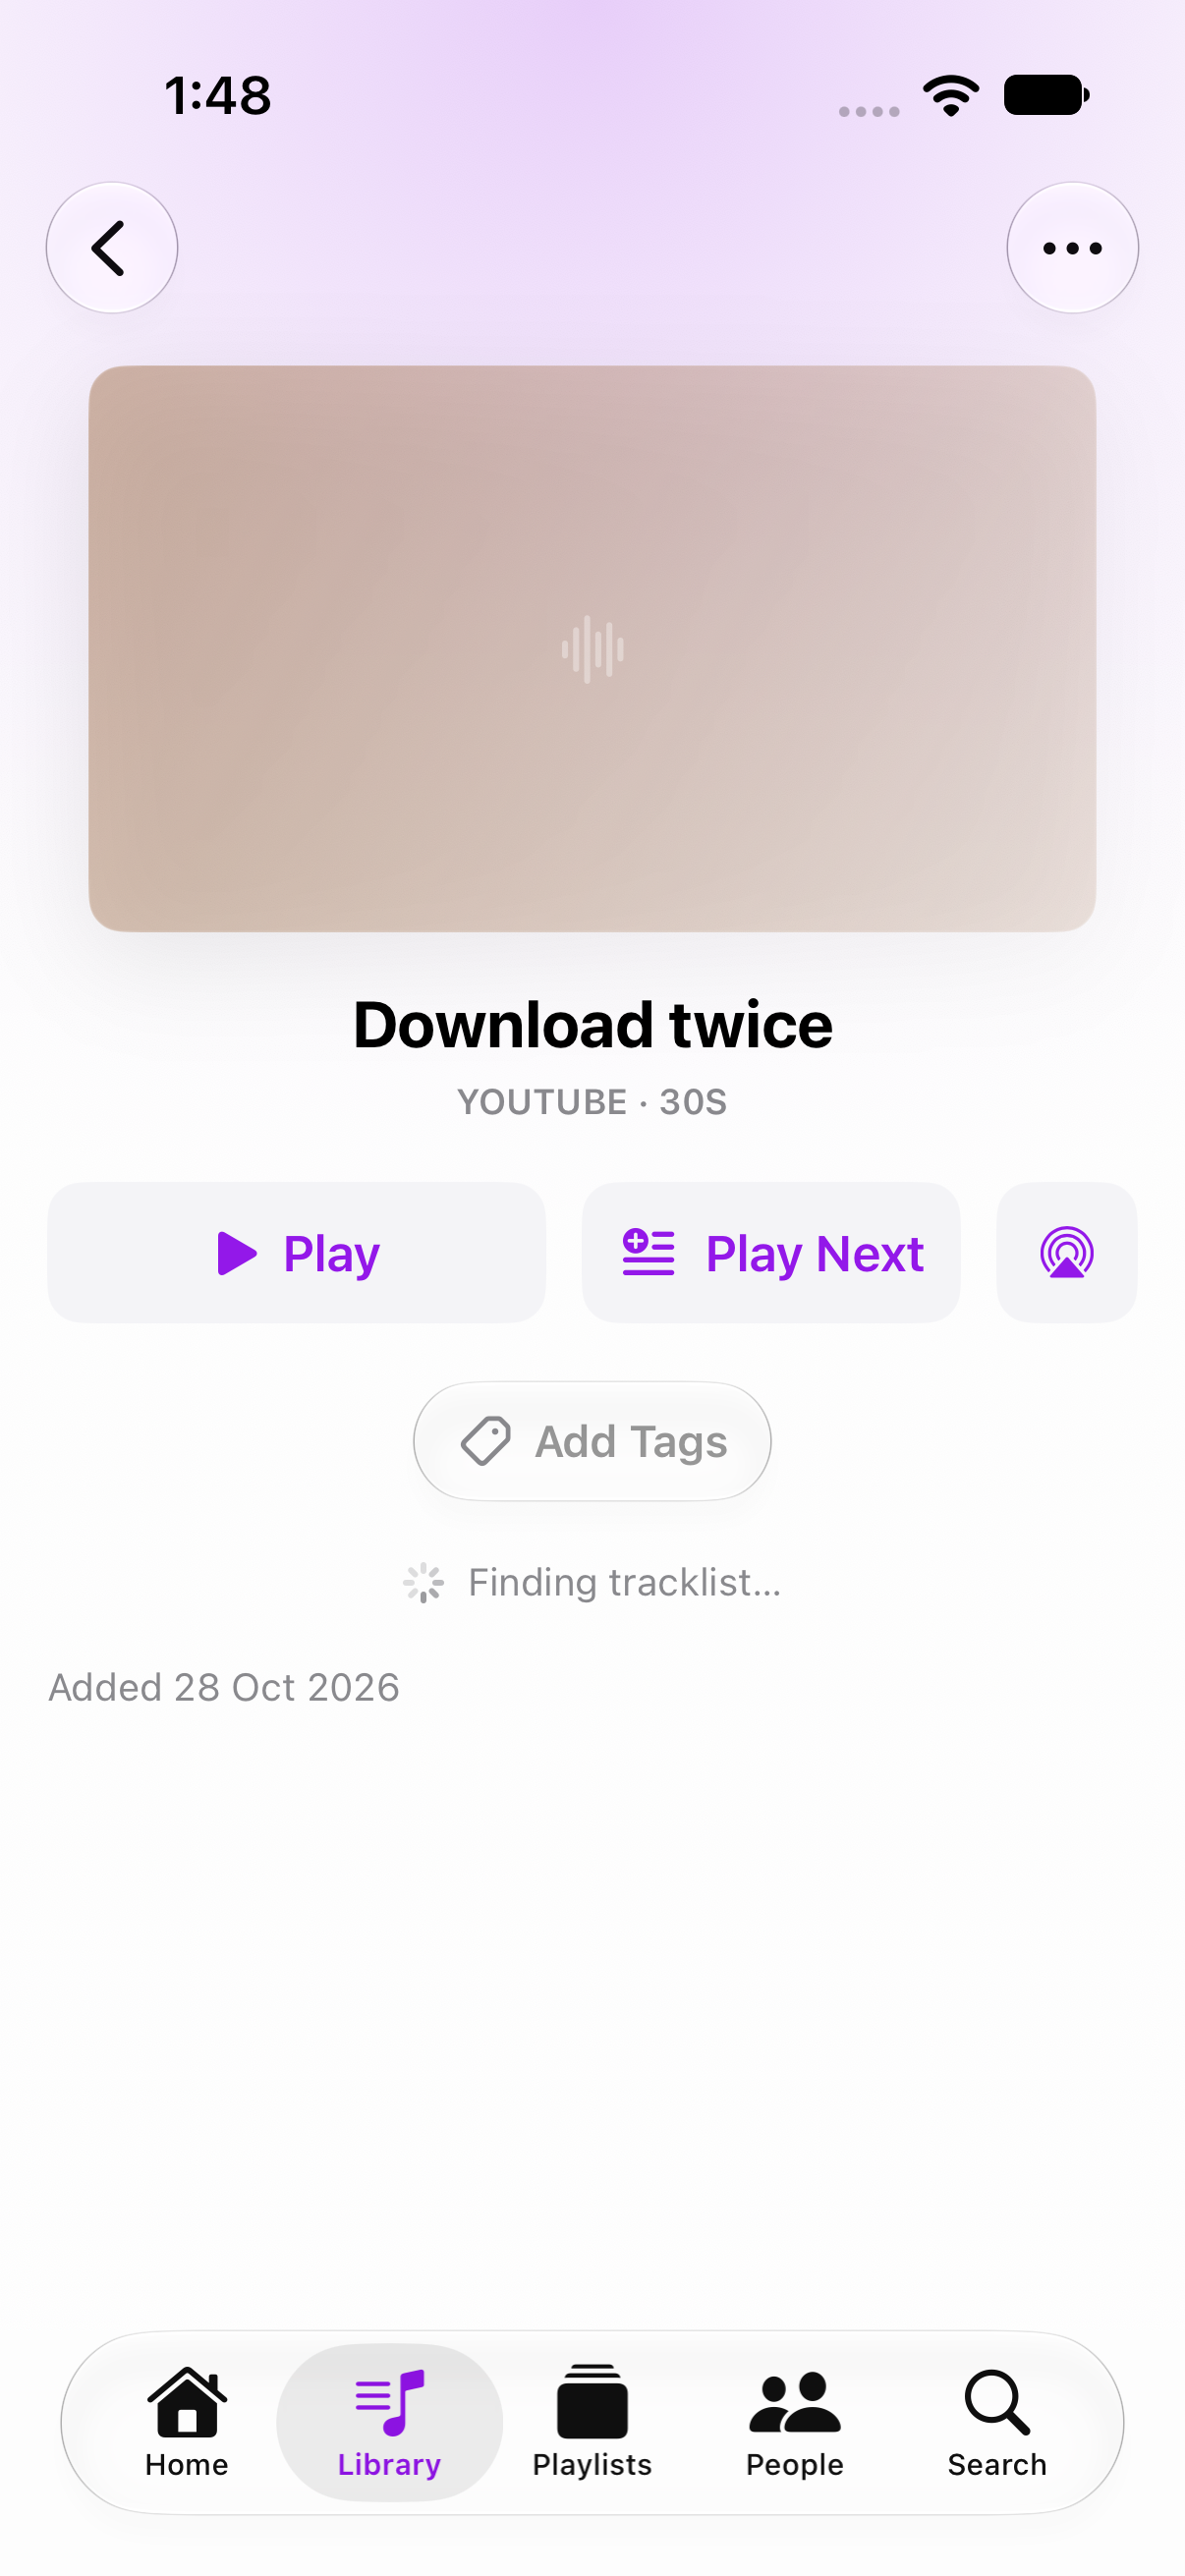 1:48
Download twice
YOUTUBE · 30S
Play
Play Next
Add Tags
Finding tracklist...
Added 28 Oct 2026
Home
Library
Playlists
People
Search